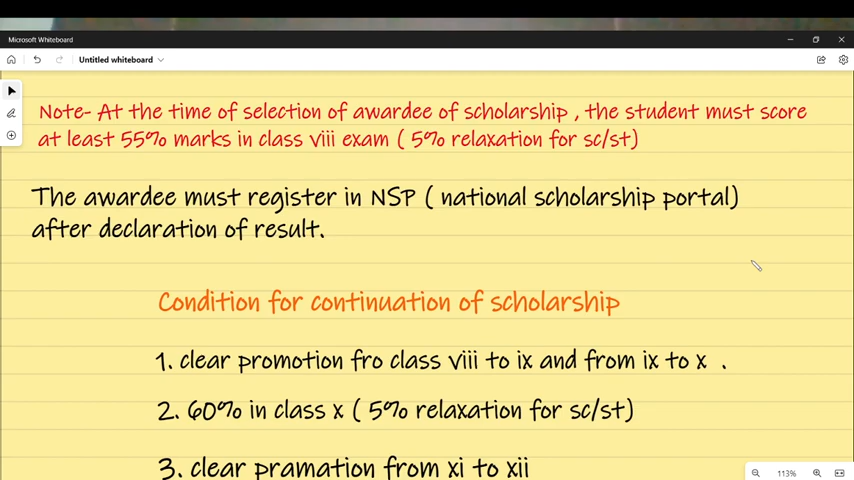 Microsoft Whiteboard
Untitled whiteboard
Note- At the time of selection of awardee of scholarship , the student must score
at least 55% marks in class viii exam ( 5% relaxation for sc/st)
The awardee must register in NSP ( national scholarship portal)
after declaration of result.
Condition for continuation of scholarship
1. clear promotion fro class viii to ix and from ix to x .
2. 60% in class x ( 5% relaxation for sc/st)
3. clear pramation from xi to xii
113%